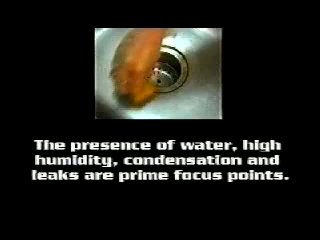 The presence of water, high
humidity, condensation and
leaks are prime focus points.